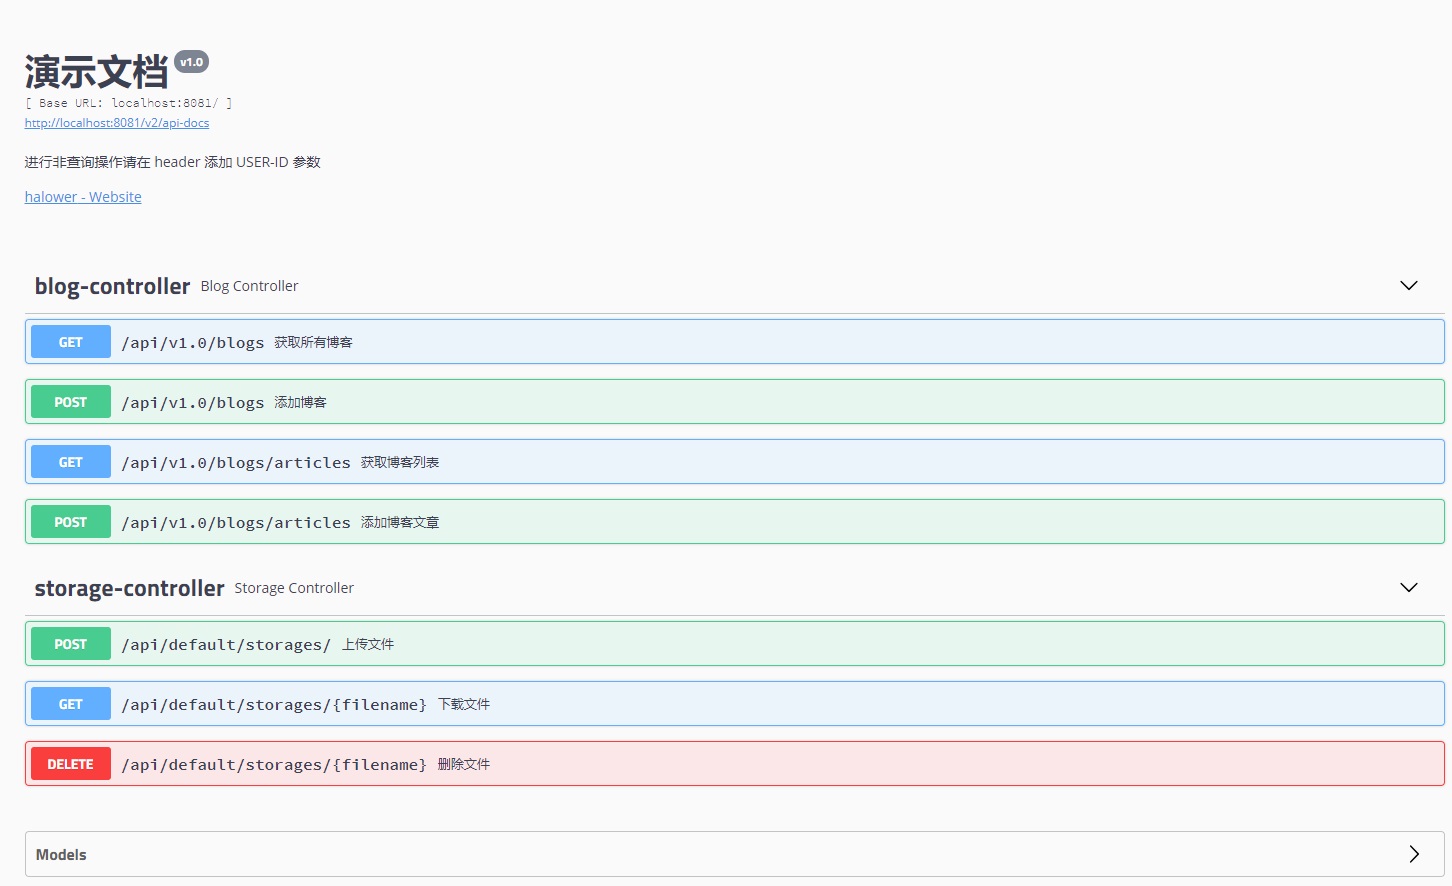 演示文档 v1.0
[ Base URL: localhost:8081/ ]
http://localhost:8081/v2/api-docs
进行非查询操作请在 header 添加 USER-ID 参数
halower - Website
blog-controller Blog Controller
GET /api/v1.0/blogs 获取所有博客
POST /api/v1.0/blogs 添加博客
GET /api/v1.0/blogs/articles 获取博客列表
POST /api/v1.0/blogs/articles 添加博客文章
storage-controller Storage Controller
POST /api/default/storages/ 上传文件
GET /api/default/storages/{filename} 下载文件
DELETE /api/default/storages/{filename} 删除文件
Models